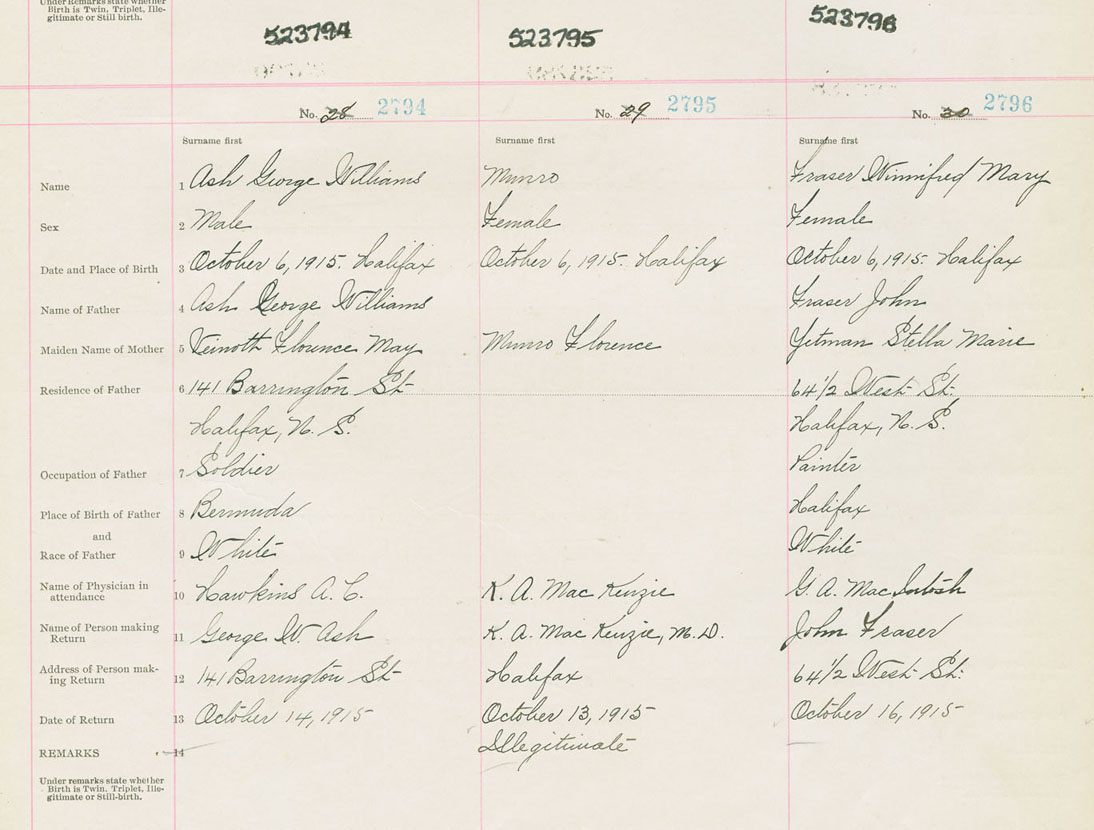 Under Remarks state whether
Birth is Twin, Triplet, Ille-
gitimate or Still birth.
523794 523795 523796
No. 28 2794 No. 29 2795 No. 30 2796
Surname first Surname first Surname first
Name 1 Ash George Williams Munro Fraser Winnifred Mary
Sex 2 Male Female Female
Date and Place of Birth 3 October 6, 1915. Halifax October 6, 1915. Halifax October 6, 1915. Halifax
Name of Father 4 Ash George Williams Fraser John
Maiden Name of Mother 5 Veinoth Florence May Munro Florence Yetman Stella Marie
Residence of Father 6 141 Barrington St. 64 1/2 West St.
Halifax, N. S. Halifax, N. S.
Occupation of Father 7 Soldier Painter
Place of Birth of Father 8 Bermuda Halifax
and
Race of Father 9 White White
Name of Physician in
attendance 10 Hawkins A. C. K. A. MacKenzie G. A. MacIntosh
Name of Person making
Return 11 George W. Ash K. A. MacKenzie, M.D. John Fraser
Address of Person mak-
ing Return 12 141 Barrington St. Halifax 64 1/2 West St.
Date of Return 13 October 14, 1915 October 13, 1915 October 16, 1915
REMARKS 14 Illegitimate
Under remarks state whether
Birth is Twin, Triplet, Ille-
gitimate or Still-birth.